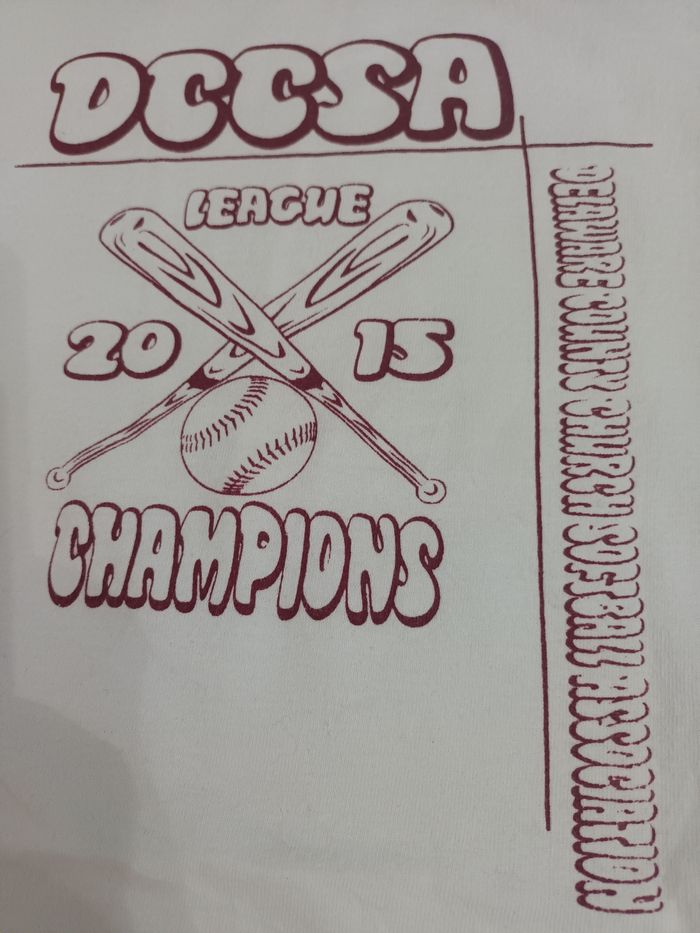 DCCSA
LEAGUE
20 15
CHAMPIONS
DELAWARE COUNTY CHURCH SOFTBALL ASSOCIATION